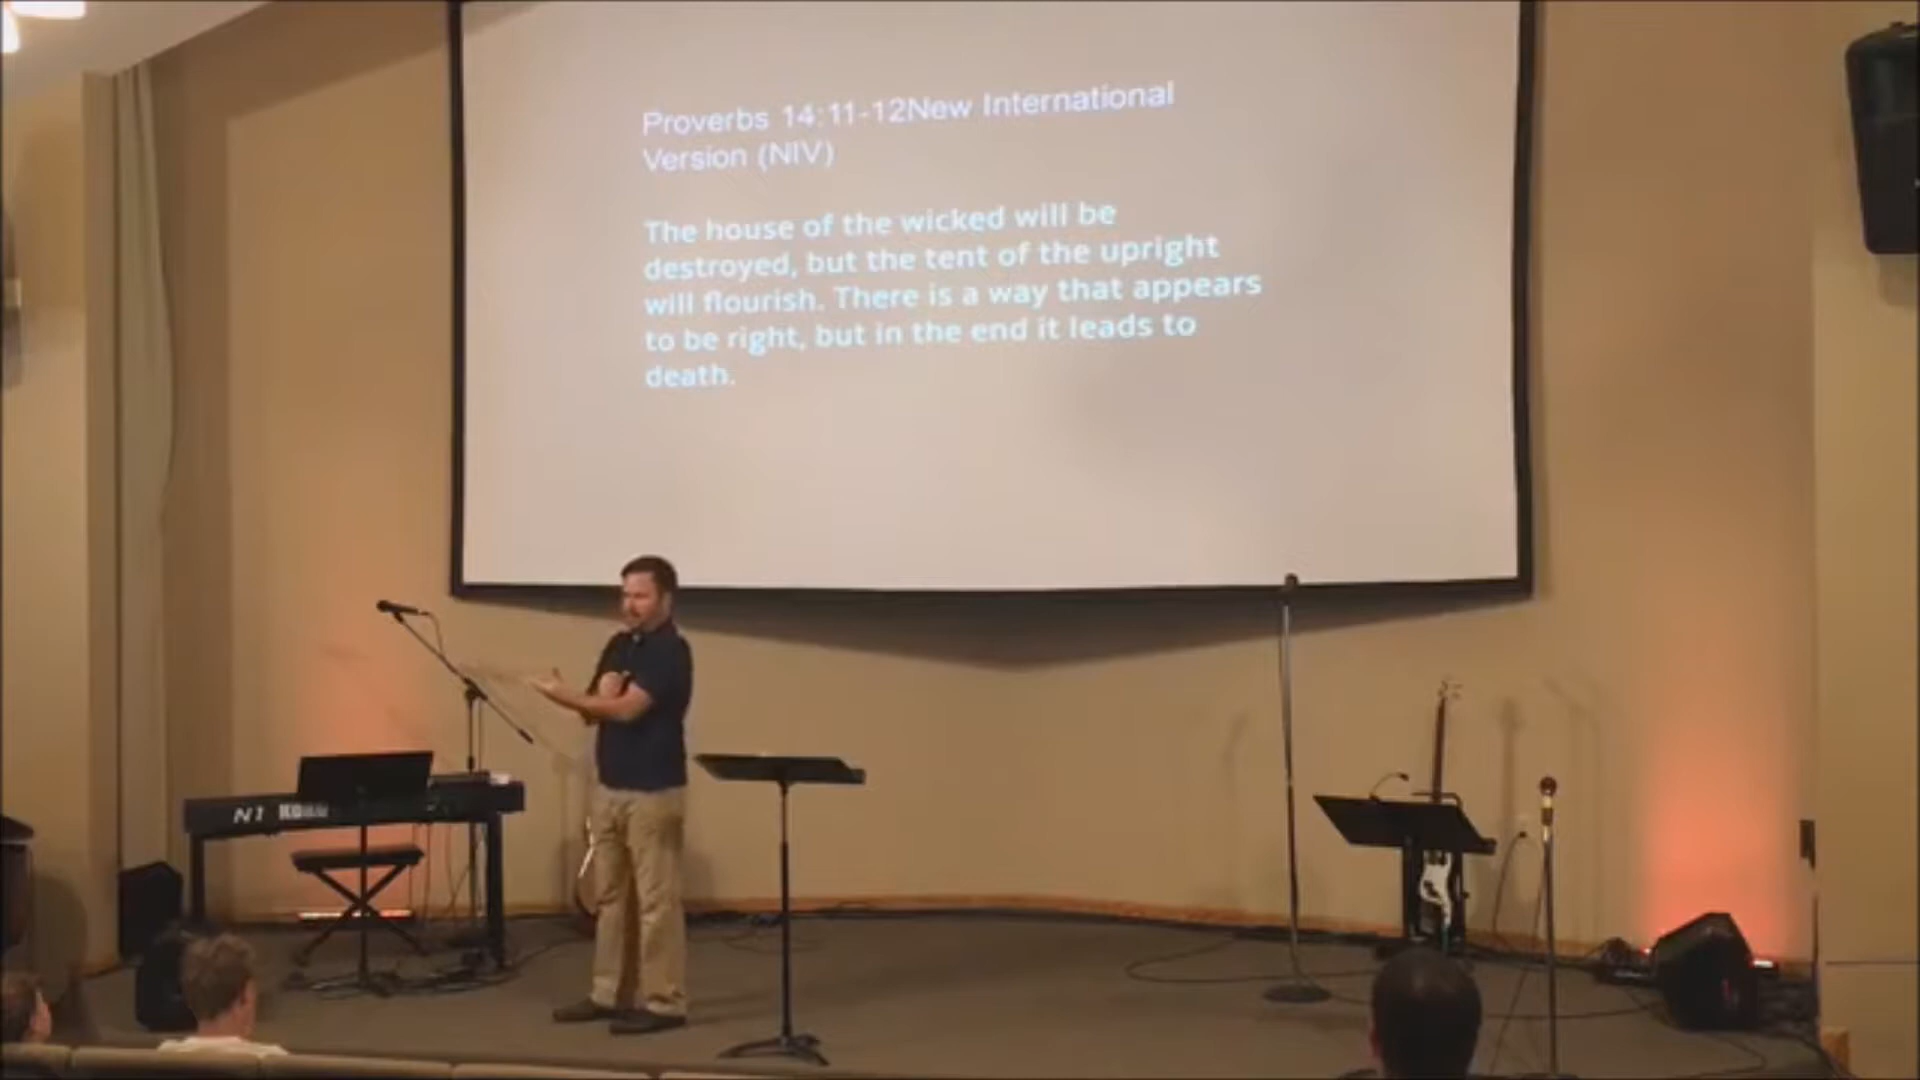 Proverbs 14:11-12New International
Version (NIV)
The house of the wicked will be
destroyed, but the tent of the upright
will flourish. There is a way that appears
to be right, but in the end it leads to
death.
N1 KORG